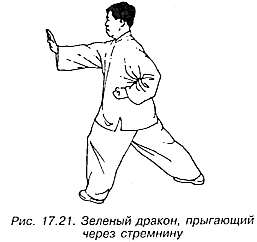 Рис. 17.21. Зеленый дракон, прыгающий
через стремнину